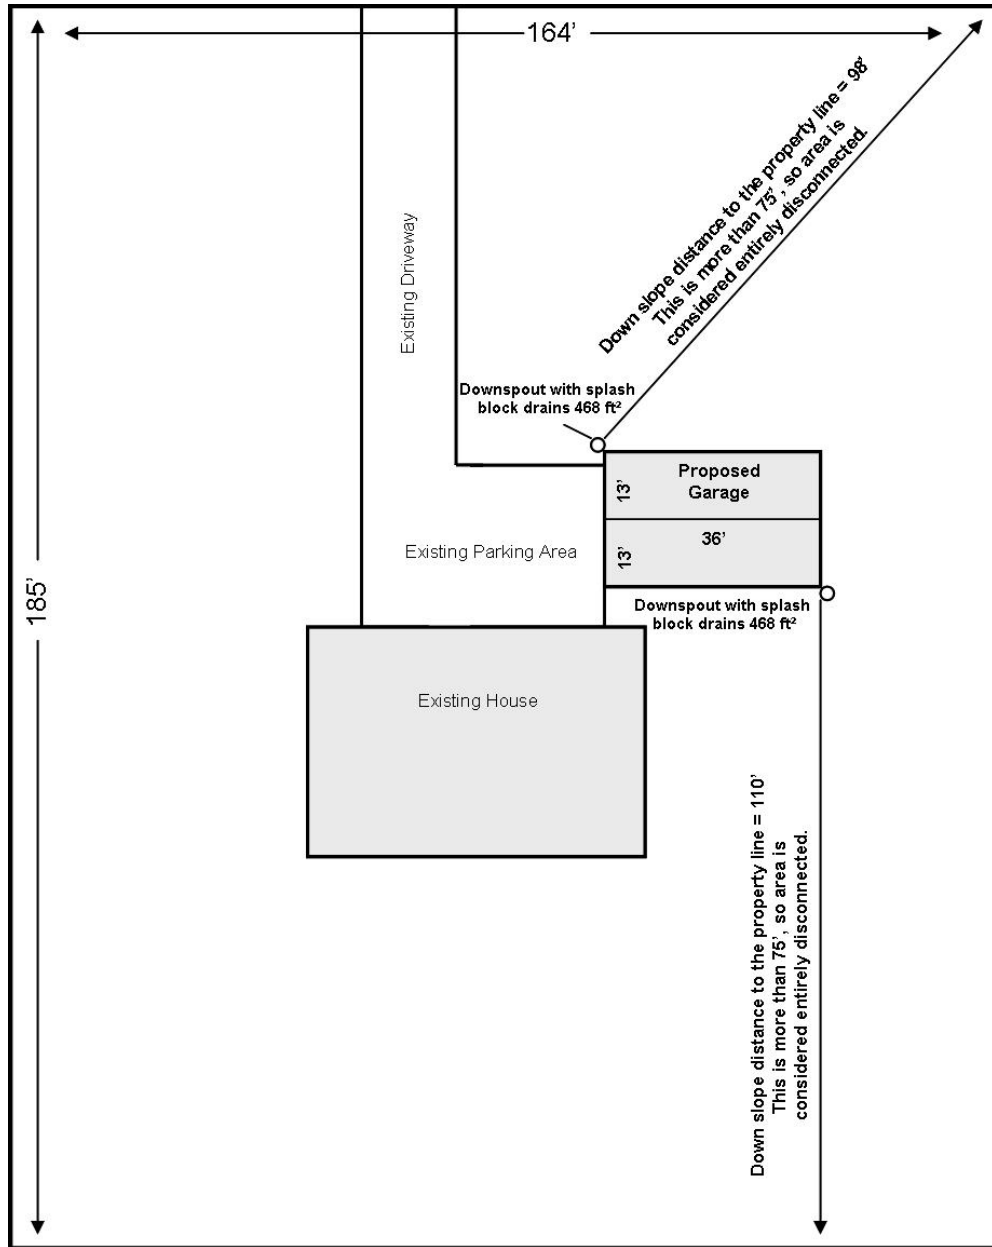 164’
Down slope distance to the property line = 98’
This is more than 75’, so area is
considered entirely disconnected.
Existing Driveway
Downspout with splash
block drains 468 ft²
Proposed
Garage
13’
36’
13’
Existing Parking Area
185’
Downspout with splash
block drains 468 ft²
Existing House
Down slope distance to the property line = 110’
This is more than 75’, so area is
considered entirely disconnected.